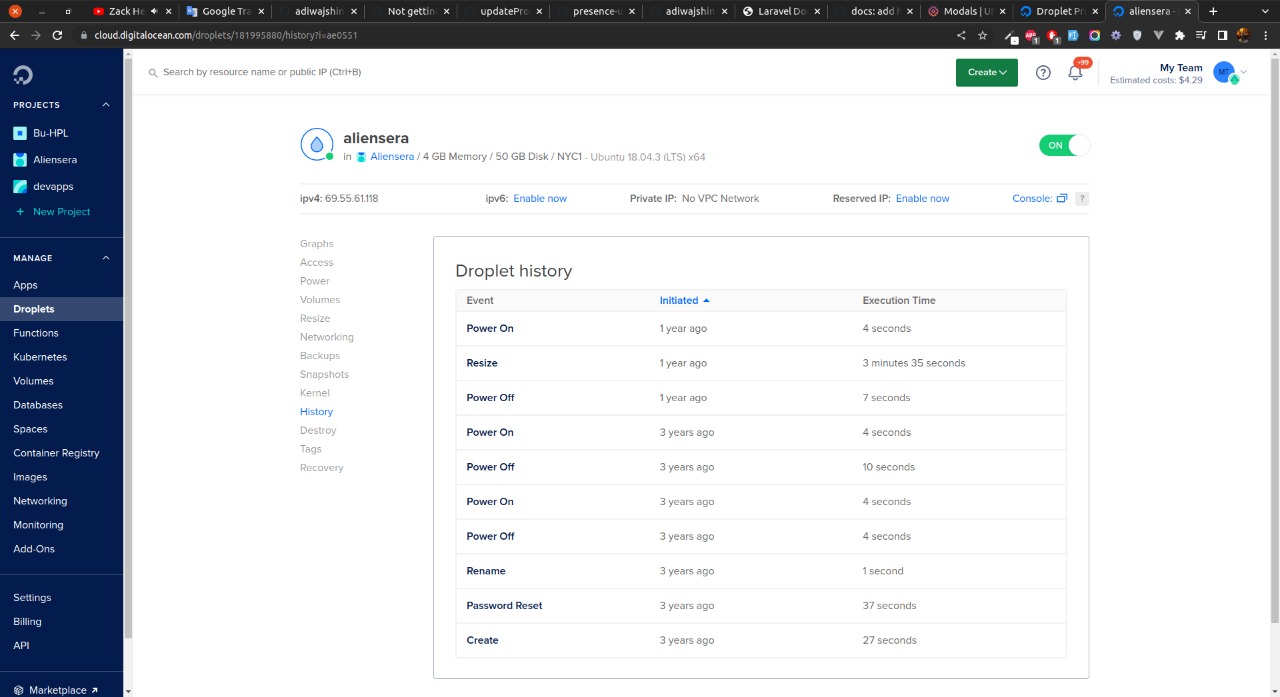 Zack He
Google Tra
adiwajshin
Not gettin
updatePro
presence-u
adiwajshin
Laravel Do
docs: add
Modals | U
Droplet Pri
aliensera -
cloud.digitalocean.com/droplets/181995880/history?i=ae0551
Search by resource name or public IP (Ctrl+B)
Create
+99
My Team
Estimated costs: $4.29
MT
PROJECTS
Bu-HPL
Aliensera
devapps
+ New Project
MANAGE
Apps
Droplets
Functions
Kubernetes
Volumes
Databases
Spaces
Container Registry
Images
Networking
Monitoring
Add-Ons
Settings
Billing
API
Marketplace
aliensera
in Aliensera / 4 GB Memory / 50 GB Disk / NYC1 - Ubuntu 18.04.3 (LTS) x64
ON
ipv4: 69.55.61.118 ipv6: Enable now Private IP: No VPC Network Reserved IP: Enable now Console: ?
Graphs
Access
Power
Volumes
Resize
Networking
Backups
Snapshots
Kernel
History
Destroy
Tags
Recovery
Droplet history
Event Initiated Execution Time
Power On 1 year ago 4 seconds
Resize 1 year ago 3 minutes 35 seconds
Power Off 1 year ago 7 seconds
Power On 3 years ago 4 seconds
Power Off 3 years ago 10 seconds
Power On 3 years ago 4 seconds
Power Off 3 years ago 4 seconds
Rename 3 years ago 1 second
Password Reset 3 years ago 37 seconds
Create 3 years ago 27 seconds